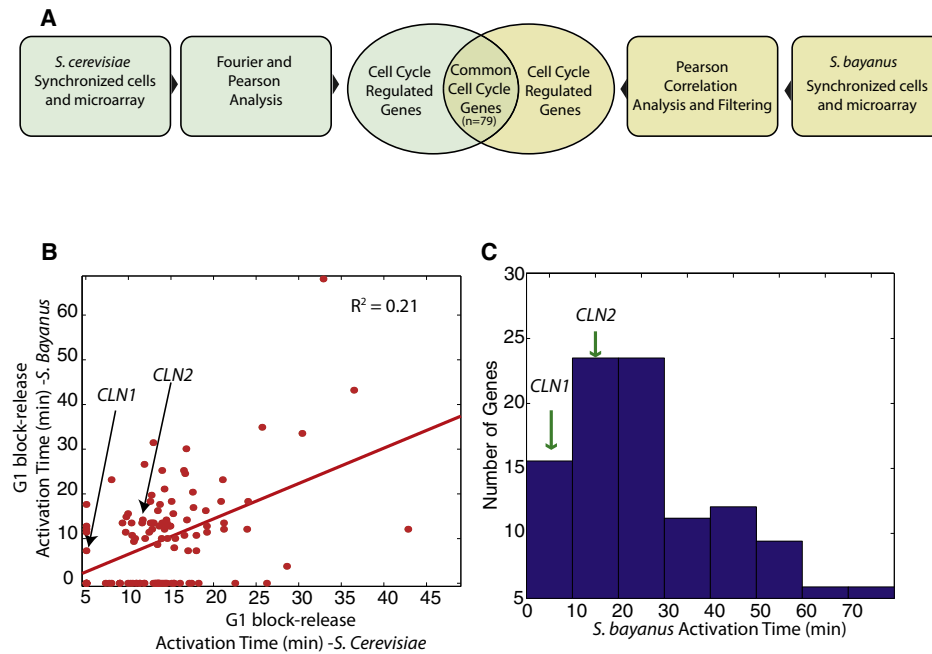 A
S. cerevisiae
Synchronized cells
and microarray
Fourier and
Pearson
Analysis
Cell Cycle
Regulated
Genes
Common
Cell Cycle
Genes
(n=79)
Cell Cycle
Regulated
Genes
Pearson
Correlation
Analysis and Filtering
S. bayanus
Synchronized cells
and microarray
B
G1 block-release
Activation Time (min) -S. Bayanus
R² = 0.21
CLN1
CLN2
60
50
40
30
20
10
0
5 10 15 20 25 30 35 40 45
G1 block-release
Activation Time (min) -S. Cerevisiae
C
Number of Genes
30
25
20
15
10
5
CLN1
CLN2
0 10 20 30 40 50 60 70
S. bayanus Activation Time (min)